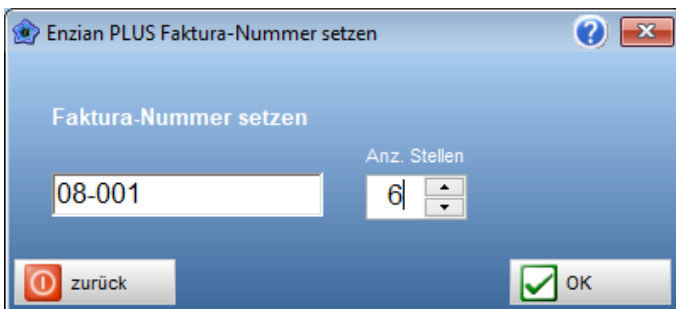 Enzian PLUS Faktura-Nummer setzen
Faktura-Nummer setzen
Anz. Stellen
08-001
6
zurück
OK